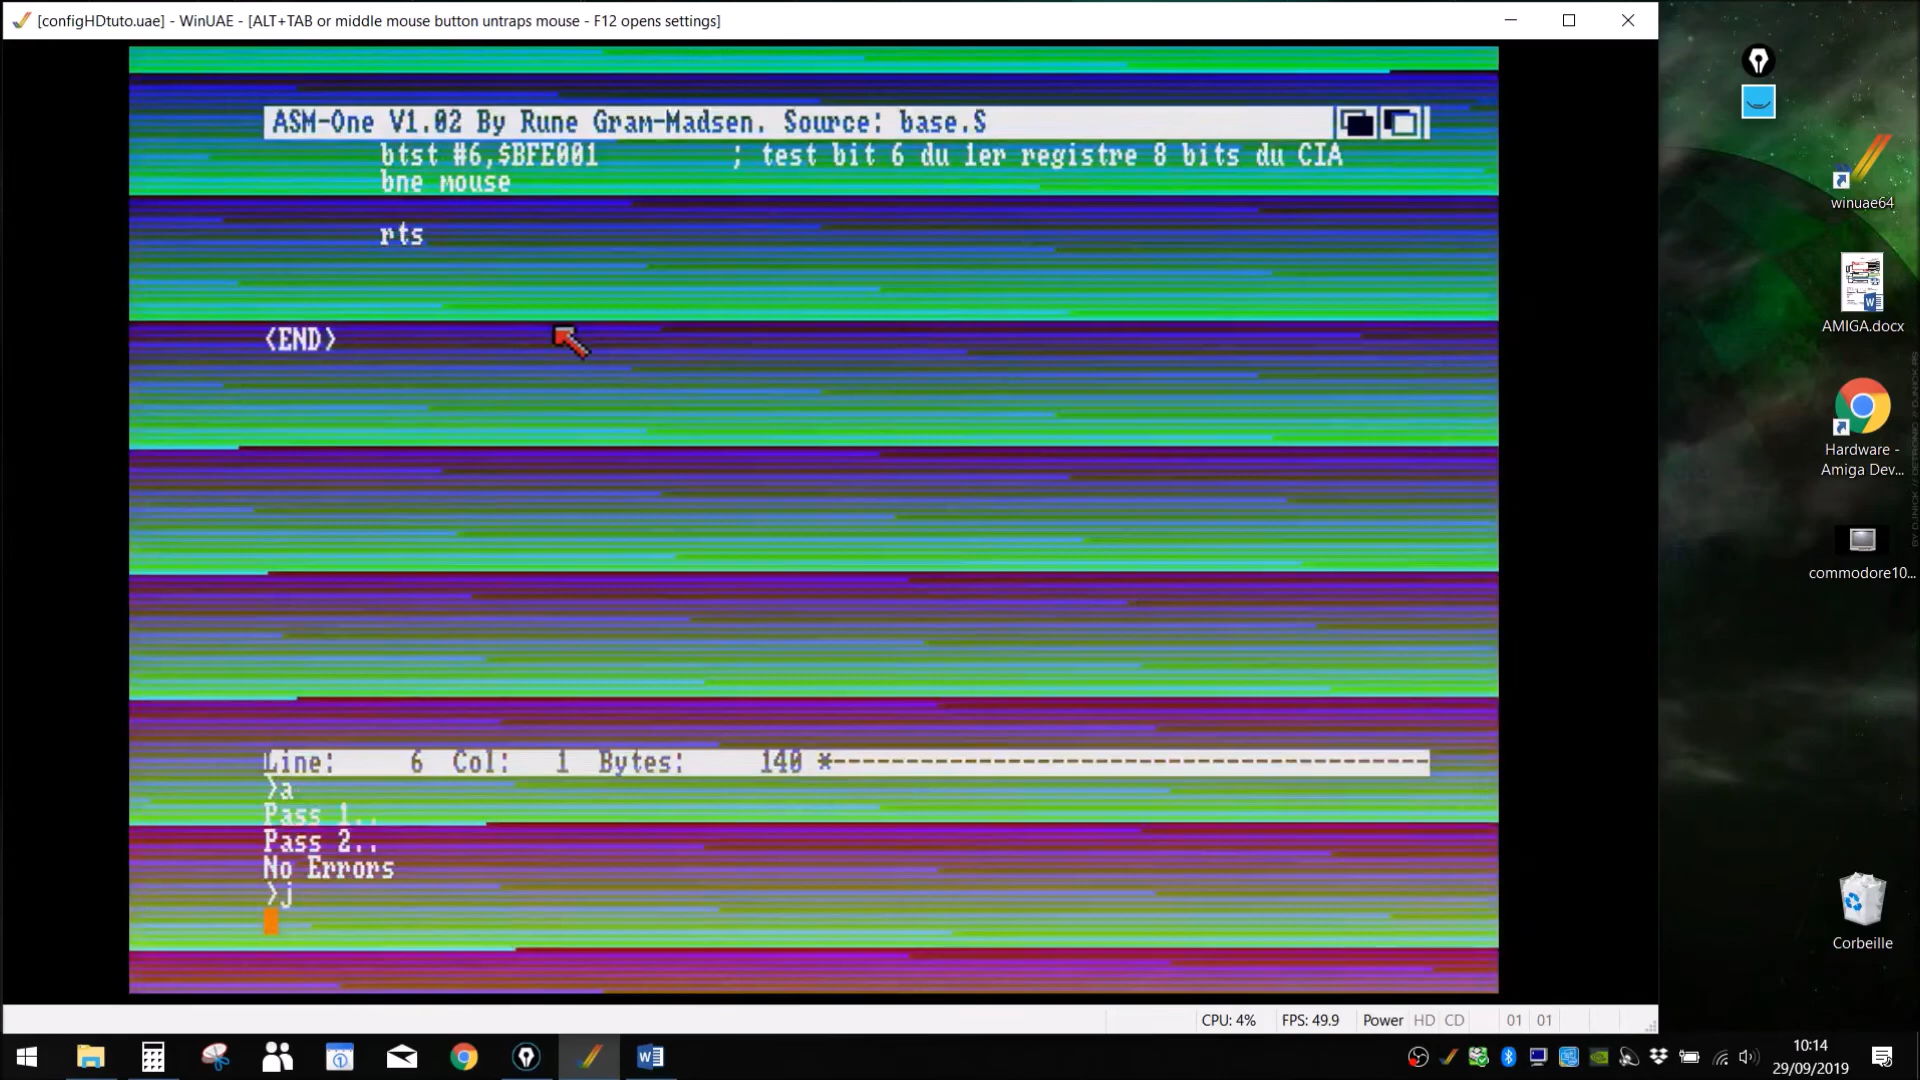 [configHDtuto.uae] - WinUAE - [ALT+TAB or middle mouse button untraps mouse - F12 opens settings]
ASM-One V1.02 By Rune Gram-Madsen. Source: base.S
btst #6,$BFE001 ; test bit 6 du 1er registre 8 bits du CIA
bne mouse
rts
<END>
Line: 6 Col: 1 Bytes: 140 *-----------------------------------------
>a
Pass 1..
Pass 2..
No Errors
>j
CPU: 4% FPS: 49.9 Power HD CD 01 01
winuae64
AMIGA.docx
Hardware -
Amiga Dev...
commodore10...
Corbeille
10:14
29/09/2019